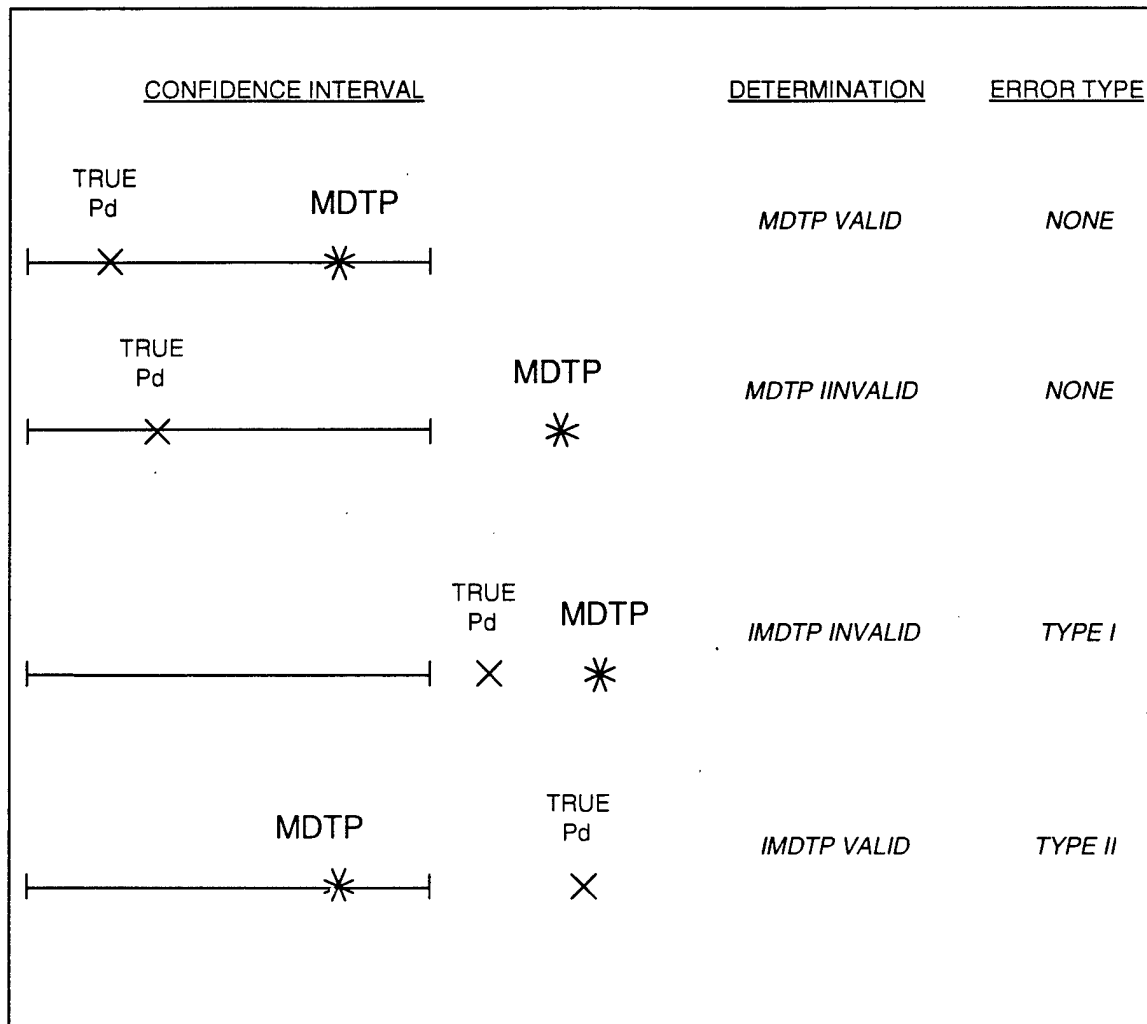 CONFIDENCE INTERVAL DETERMINATION ERROR TYPE
TRUE
Pd
MDTP
MDTP VALID NONE
TRUE
Pd
MDTP
MDTP IINVALID NONE
TRUE
Pd
MDTP
IMDTP INVALID TYPE I
MDTP
TRUE
Pd
IMDTP VALID TYPE II